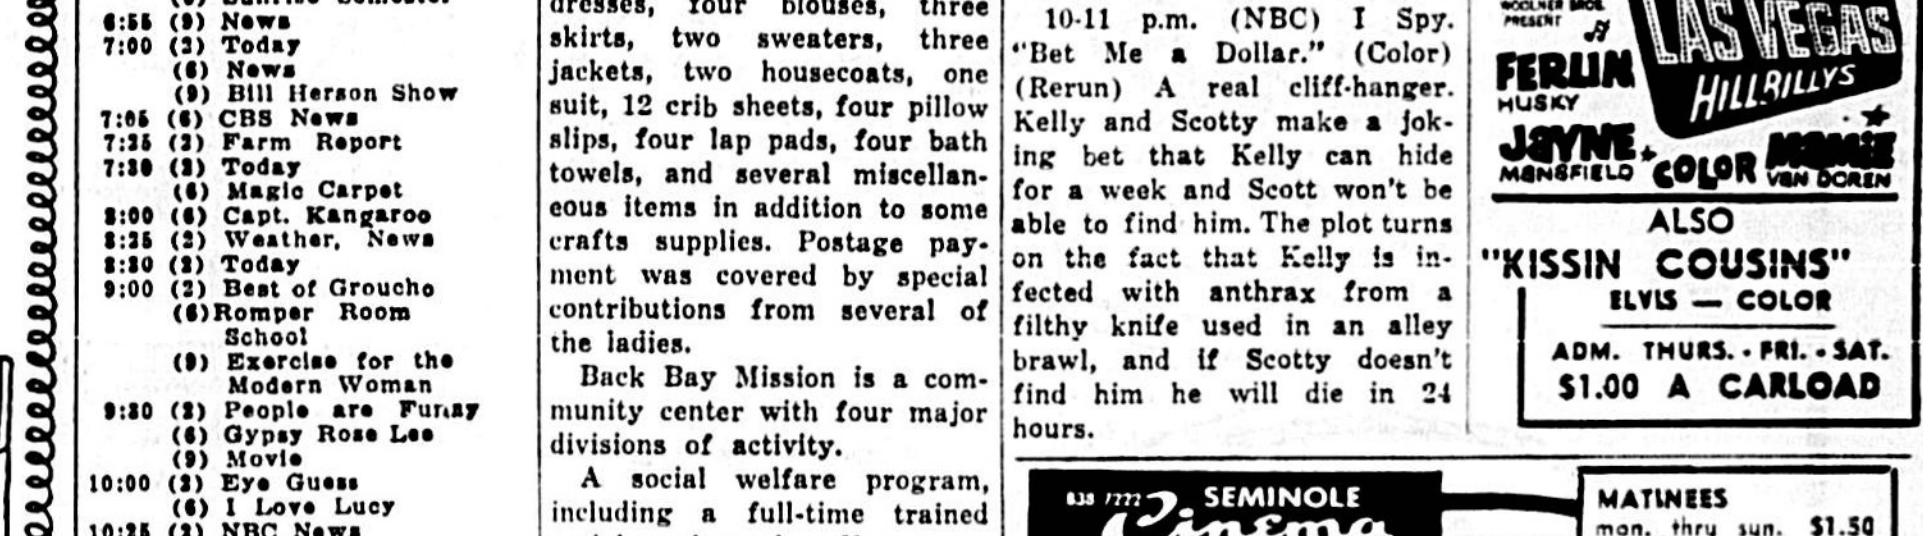 6:55 (9) News
7:00 (2) Today
(6) News
(9) Bill Herson Show
7:05 (6) CBS News
7:25 (2) Farm Report
7:30 (2) Today
(6) Magic Carpet
8:00 (6) Capt. Kangaroo
8:25 (2) Weather, News
8:30 (2) Today
9:00 (2) Best of Groucho
(6) Romper Room
School
(9) Exercise for the
Modern Woman
9:30 (2) People are Funny
(6) Gypsy Rose Lee
(9) Movie
10:00 (2) Eye Guess
(6) I Love Lucy
10:25 (2) NBC News
dresses, four blouses, three
skirts, two sweaters, three
jackets, two housecoats, one
suit, 12 crib sheets, four pillow
slips, four lap pads, four bath
towels, and several miscellan-
eous items in addition to some
crafts supplies. Postage pay-
ment was covered by special
contributions from several of
the ladies.
Back Bay Mission is a com-
munity center with four major
divisions of activity.
A social welfare program,
including a full-time trained
10-11 p.m. (NBC) I Spy.
"Bet Me a Dollar." (Color)
(Rerun) A real cliff-hanger.
Kelly and Scotty make a jok-
ing bet that Kelly can hide
for a week and Scott won't be
able to find him. The plot turns
on the fact that Kelly is in-
fected with anthrax from a
filthy knife used in an alley
brawl, and if Scotty doesn't
find him he will die in 24
hours.
WOOLNER BROS.
PRESENT
LAS VEGAS
HILLBILLYS
FERLIN
HUSKY
JAYNE
MANSFIELD
COLOR
MAMIE
VAN DOREN
ALSO
"KISSIN COUSINS"
ELVIS — COLOR
ADM. THURS. • FRI. • SAT.
$1.00 A CARLOAD
838 7777 SEMINOLE
Cinema
MATINEES
mon. thru sun. $1.50